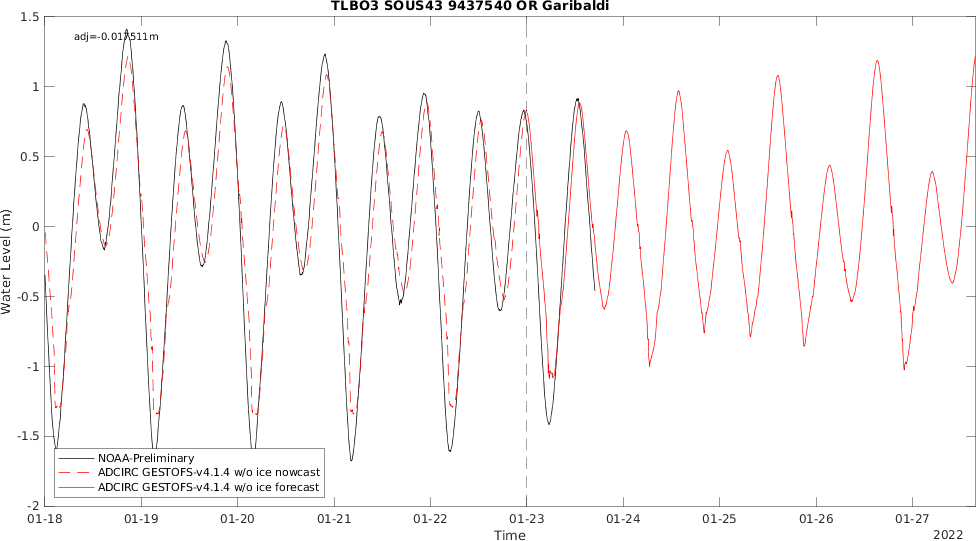 TLBO3 SOUS43 9437540 OR Garibaldi
1.5
1
0.5
0
-0.5
-1
-1.5
-2
Water Level (m)
NOAA-Preliminary
ADCIRC GESTOFS-v4.1.4 w/o ice nowcast
ADCIRC GESTOFS-v4.1.4 w/o ice forecast
01-18 01-19 01-20 01-21 01-22 01-23 01-24 01-25 01-26 01-27
Time
2022